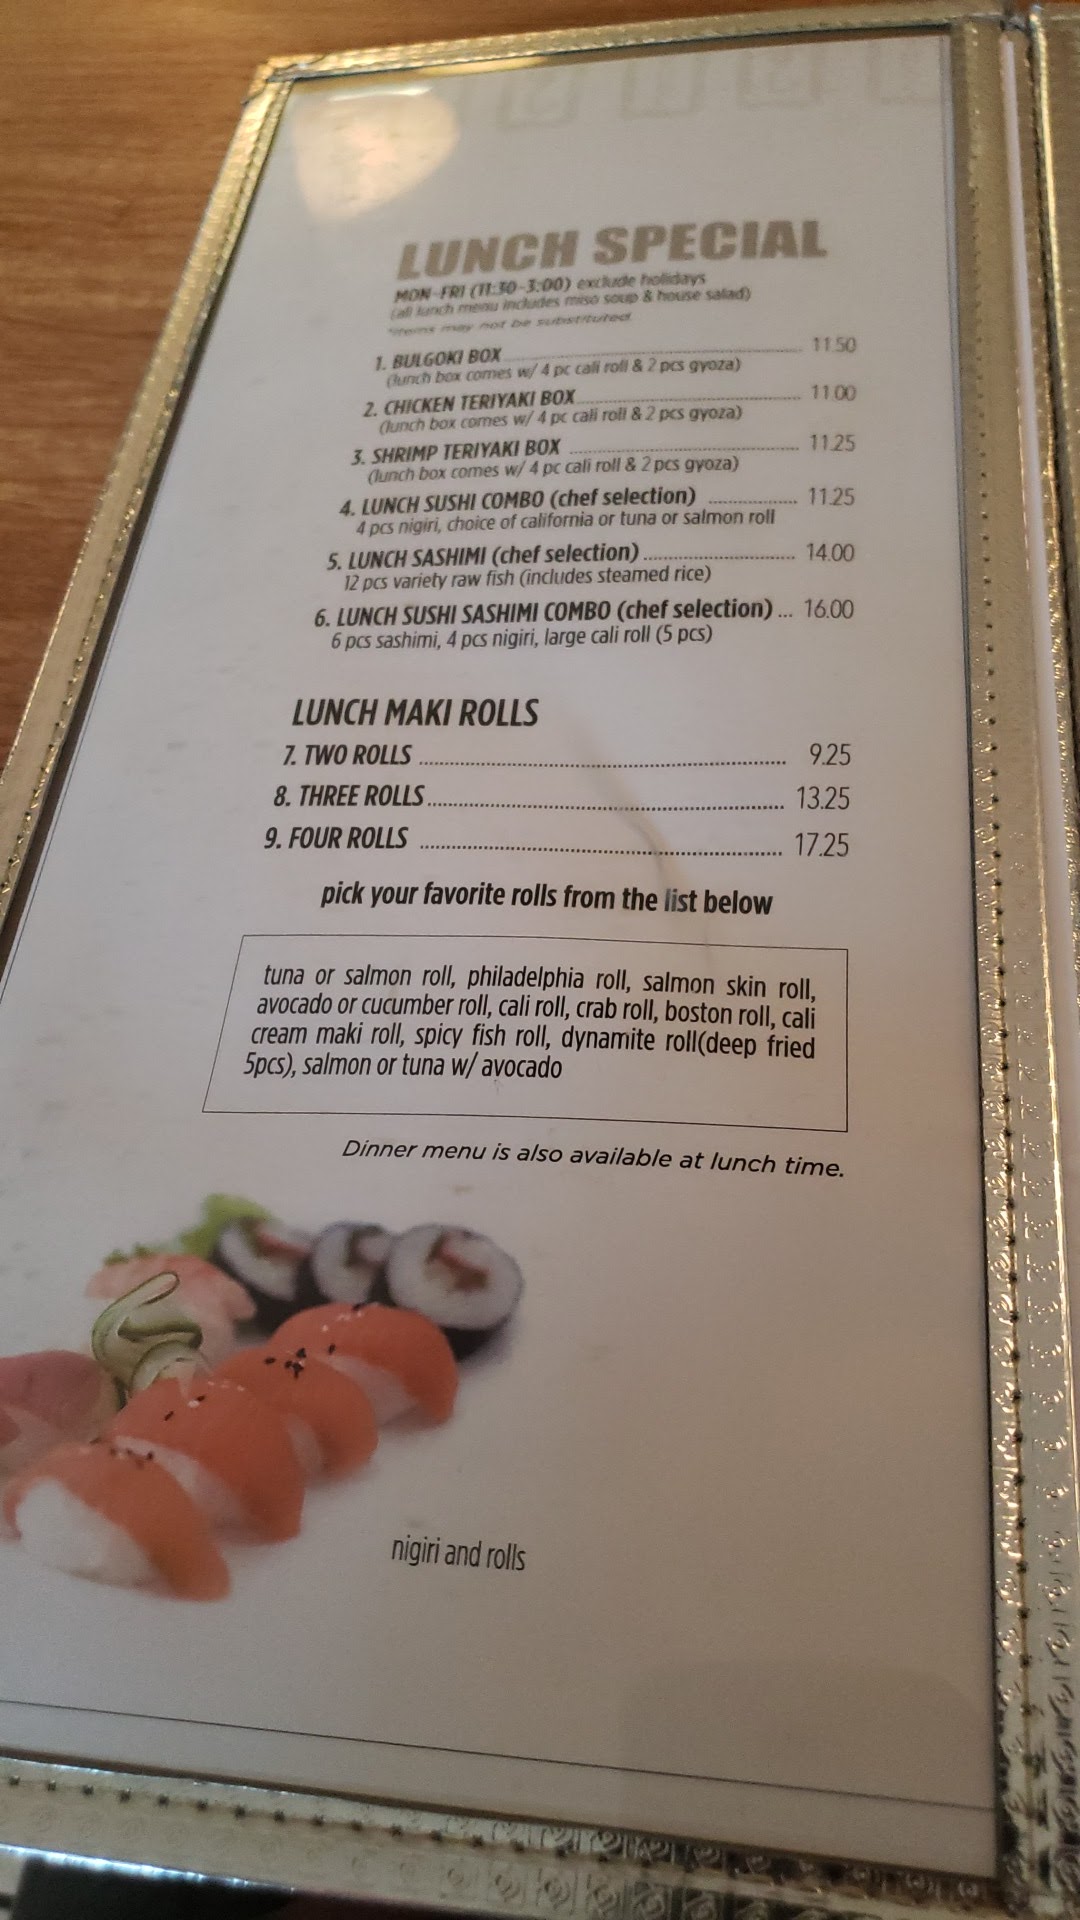 LUNCH SPECIAL
MON-FRI (11:30-3:00) exclude holidays
(all lunch menu includes miso soup & house salad)
*items may not be substituted
1. BULGOKI BOX ........ 11.50
(lunch box comes w/ 4 pc cali roll & 2 pcs gyoza)
2. CHICKEN TERIYAKI BOX ........ 11.00
(lunch box comes w/ 4 pc cali roll & 2 pcs gyoza)
3. SHRIMP TERIYAKI BOX ........ 11.25
(lunch box comes w/ 4 pc cali roll & 2 pcs gyoza)
4. LUNCH SUSHI COMBO (chef selection) ........ 11.25
4 pcs nigiri, choice of california or tuna or salmon roll
5. LUNCH SASHIMI (chef selection) ........ 14.00
12 pcs variety raw fish (includes steamed rice)
6. LUNCH SUSHI SASHIMI COMBO (chef selection) ... 16.00
6 pcs sashimi, 4 pcs nigiri, large cali roll (5 pcs)
LUNCH MAKI ROLLS
7. TWO ROLLS ........ 9.25
8. THREE ROLLS ........ 13.25
9. FOUR ROLLS ........ 17.25
pick your favorite rolls from the list below
tuna or salmon roll, philadelphia roll, salmon skin roll,
avocado or cucumber roll, cali roll, crab roll, boston roll, cali
cream maki roll, spicy fish roll, dynamite roll(deep fried
5pcs), salmon or tuna w/ avocado
Dinner menu is also available at lunch time.
nigiri and rolls